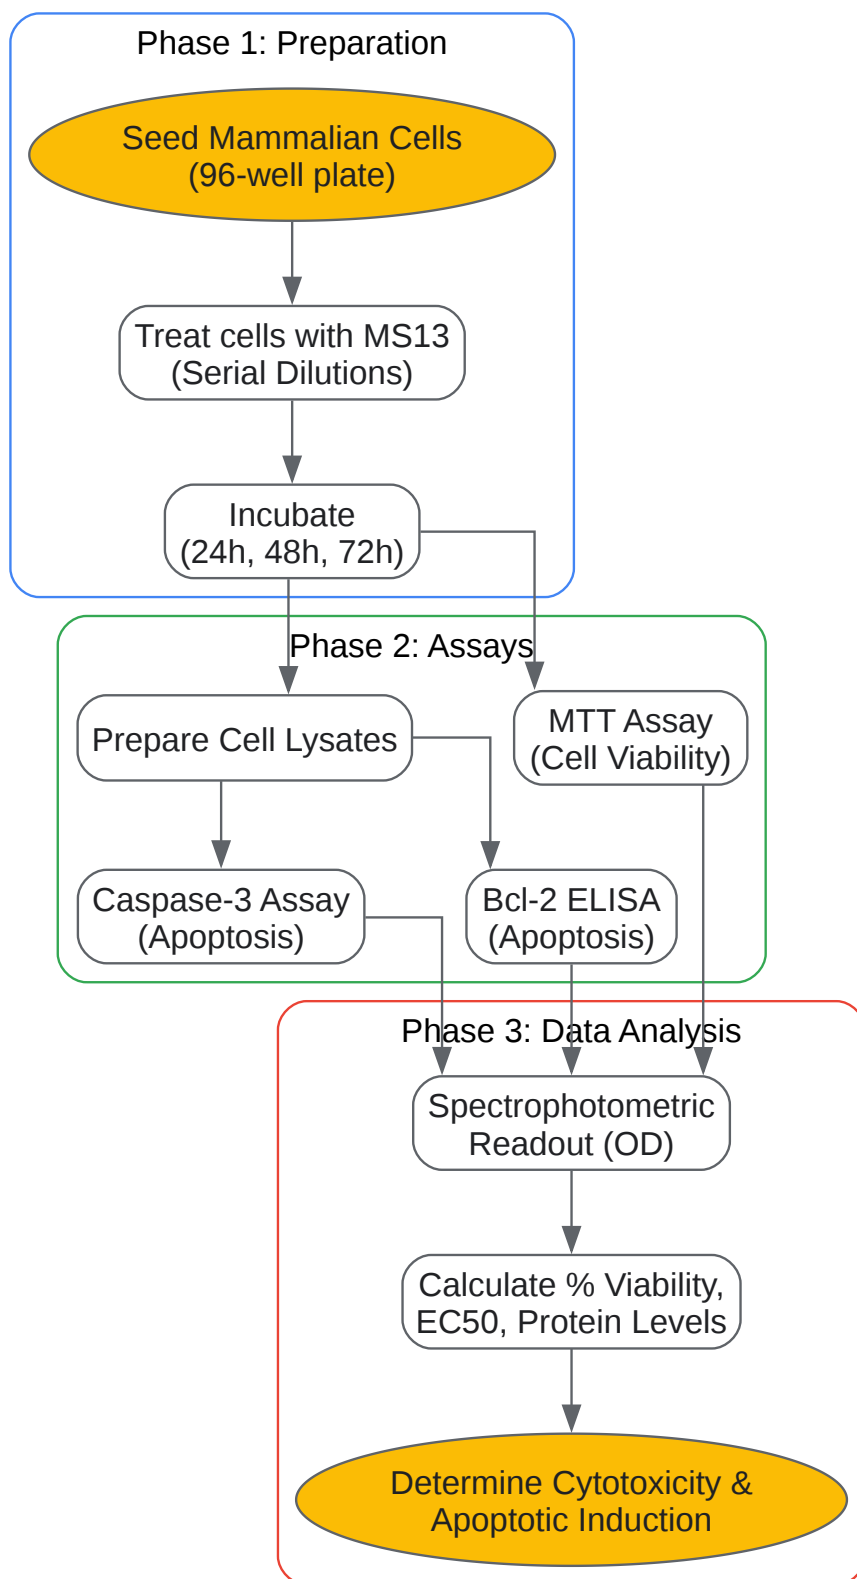 Phase 1: Preparation
Seed Mammalian Cells
(96-well plate)
Treat cells with MS13
(Serial Dilutions)
Incubate
(24h, 48h, 72h)
Phase 2: Assays
Prepare Cell Lysates
MTT Assay
(Cell Viability)
Caspase-3 Assay
(Apoptosis)
Bcl-2 ELISA
(Apoptosis)
Phase 3: Data Analysis
Spectrophotometric
Readout (OD)
Calculate % Viability,
EC50, Protein Levels
Determine Cytotoxicity &
Apoptotic Induction